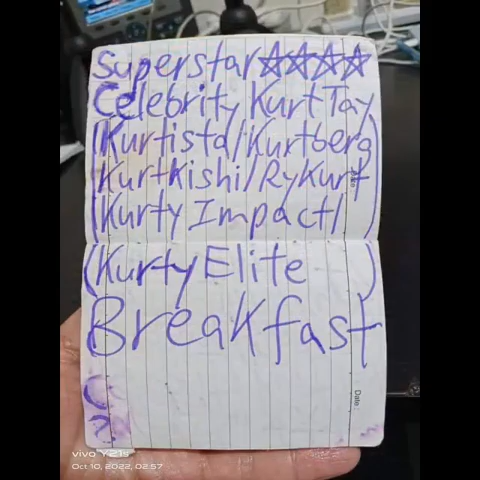 Superstar☆☆☆☆
Celebrity Kurt Tay
(Kurtista/Kurtberg
KurtKishi/RyKurt
(Kurty Impact/)
(Kurty Elite )
Breakfast
Date:
vivo Y21s
Oct 10, 2022, 02:57